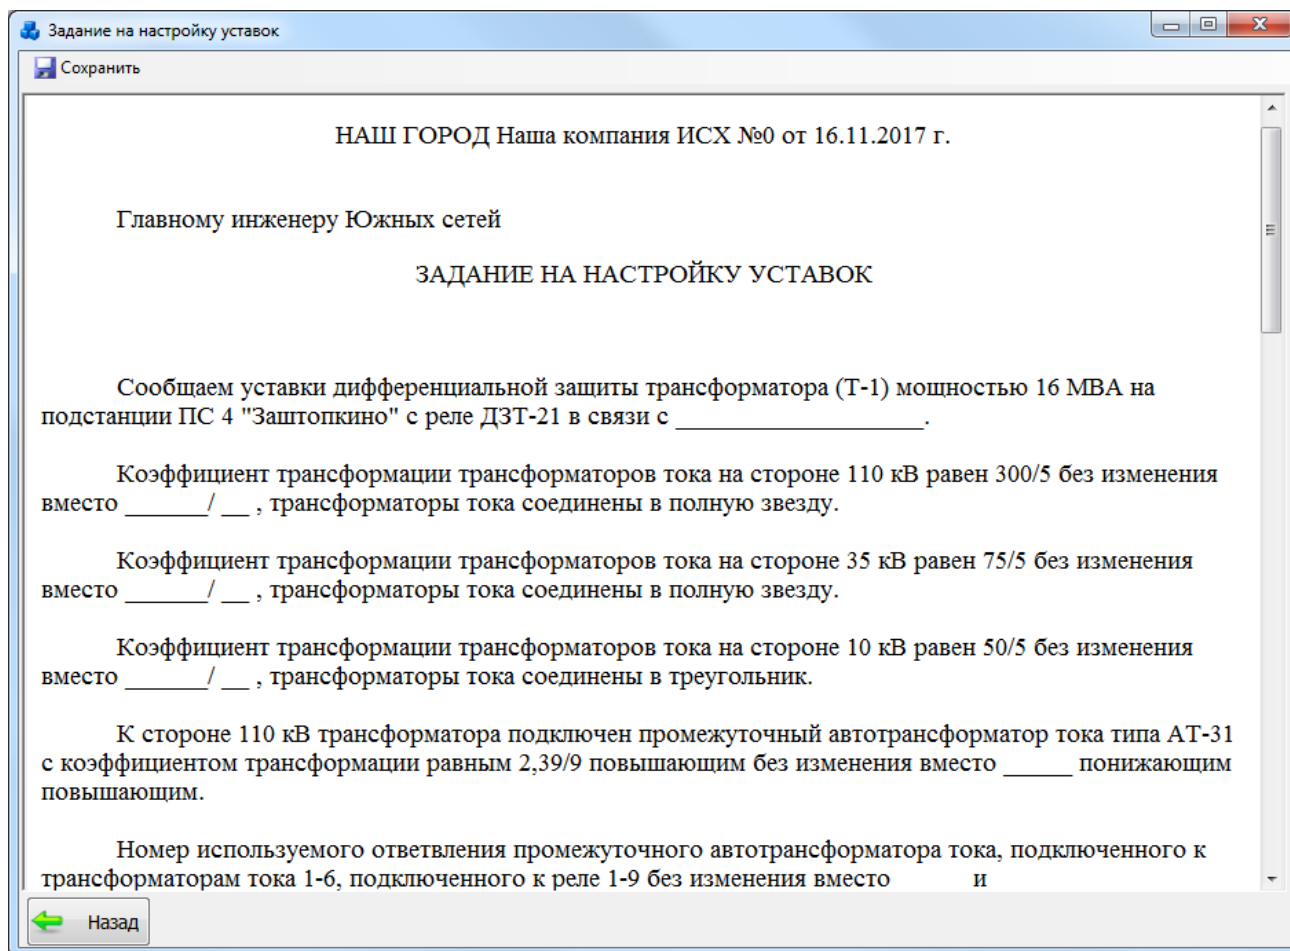 Задание на настройку уставок
Сохранить
НАШ ГОРОД Наша компания ИСХ №0 от 16.11.2017 г.
Главному инженеру Южных сетей
ЗАДАНИЕ НА НАСТРОЙКУ УСТАВОК
Сообщаем уставки дифференциальной защиты трансформатора (Т-1) мощностью 16 МВА на
подстанции ПС 4 "Заштопкино" с реле ДЗТ-21 в связи с __________________.
Коэффициент трансформации трансформаторов тока на стороне 110 кВ равен 300/5 без изменения
вместо ______/ __ , трансформаторы тока соединены в полную звезду.
Коэффициент трансформации трансформаторов тока на стороне 35 кВ равен 75/5 без изменения
вместо ______/ __ , трансформаторы тока соединены в полную звезду.
Коэффициент трансформации трансформаторов тока на стороне 10 кВ равен 50/5 без изменения
вместо ______/ __ , трансформаторы тока соединены в треугольник.
К стороне 110 кВ трансформатора подключен промежуточный автотрансформатор тока типа АТ-31
с коэффициентом трансформации равным 2,39/9 повышающим без изменения вместо _____ понижающим
повышающим.
Номер используемого ответвления промежуточного автотрансформатора тока, подключенного к
трансформаторам тока 1-6, подключенного к реле 1-9 без изменения вместо и
Назад